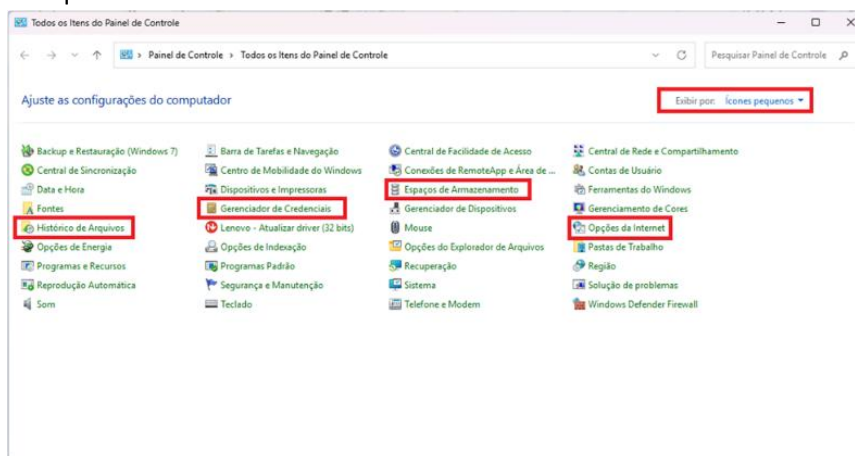 Todos os Itens do Painel de Controle
Painel de Controle > Todos os Itens do Painel de Controle
Pesquisar Painel de Controle
Ajuste as configurações do computador
Exibir por: Ícones pequenos
Backup e Restauração (Windows 7) Barra de Tarefas e Navegação Central de Facilidade de Acesso Central de Rede e Compartilhamento
Central de Sincronização Centro de Mobilidade do Windows Conexões de RemoteApp e Área de ... Contas de Usuário
Data e Hora Dispositivos e Impressoras Espaços de Armazenamento Ferramentas do Windows
Fontes Gerenciador de Credenciais Gerenciador de Dispositivos Gerenciamento de Cores
Histórico de Arquivos Lenovo - Atualizar driver (32 bits) Mouse Opções da Internet
Opções de Energia Opções de Indexação Opções do Explorador de Arquivos Pastas de Trabalho
Programas e Recursos Programas Padrão Recuperação Região
Reprodução Automática Segurança e Manutenção Sistema Solução de problemas
Som Teclado Telefone e Modem Windows Defender Firewall